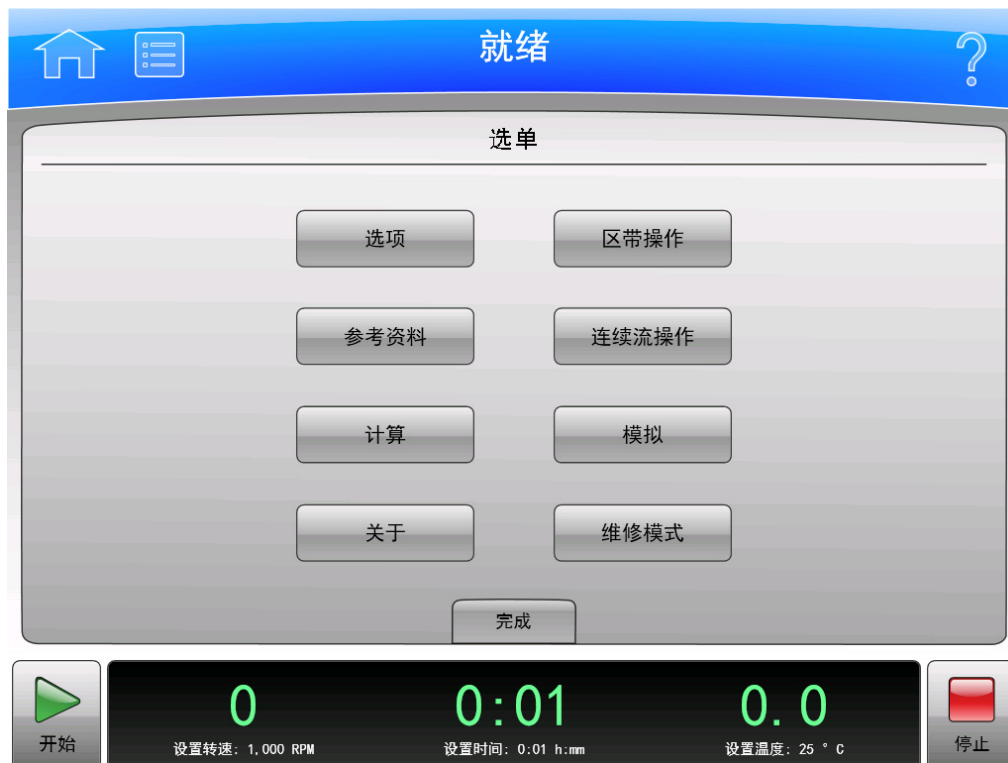 就绪
选单
选项
区带操作
参考资料
连续流操作
计算
模拟
关于
维修模式
完成
开始
0
设置转速: 1,000 RPM
0:01
设置时间: 0:01 h:mm
0.0
设置温度: 25 ° C
停止